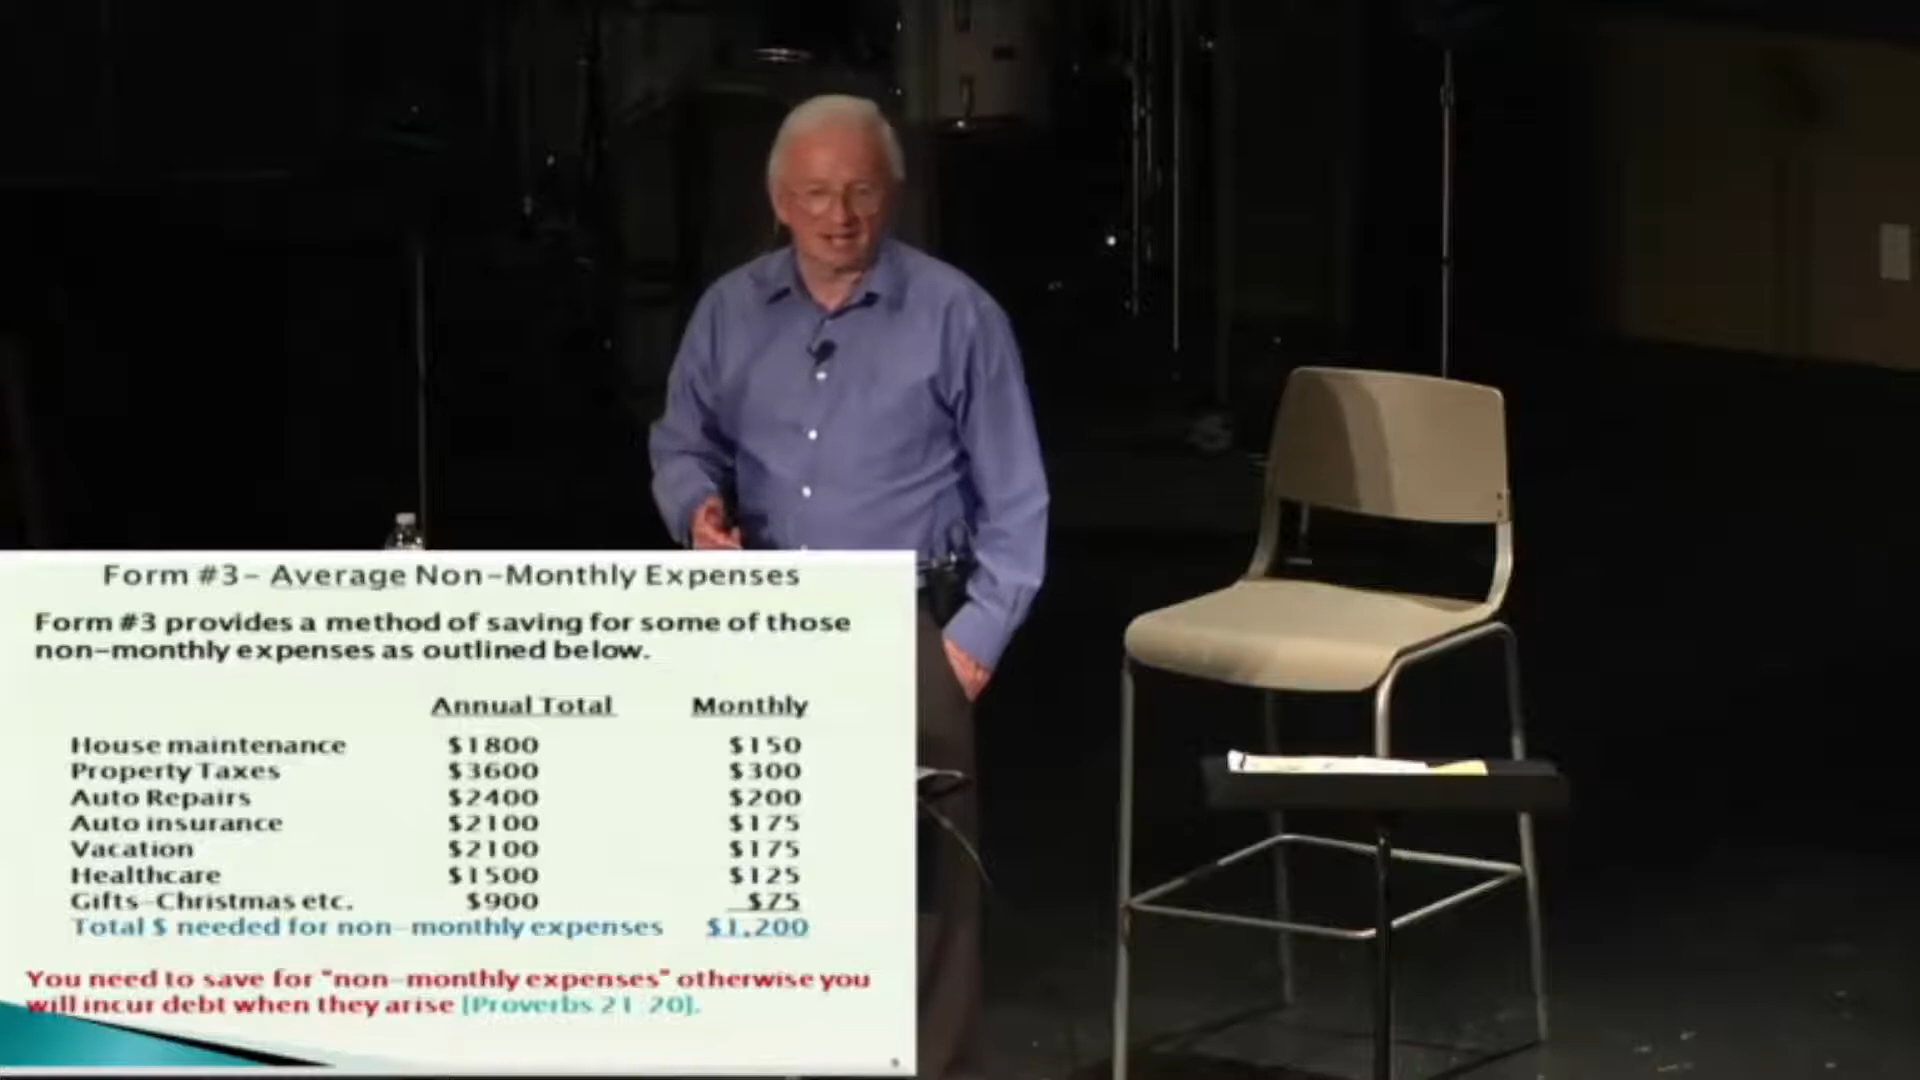 Form #3- Average Non-Monthly Expenses
Form #3 provides a method of saving for some of those
non-monthly expenses as outlined below.
Annual Total Monthly
House maintenance $1800 $150
Property Taxes $3600 $300
Auto Repairs $2400 $200
Auto insurance $2100 $175
Vacation $2100 $175
Healthcare $1500 $125
Gifts-Christmas etc. $900 $75
Total $ needed for non-monthly expenses $1,200
You need to save for "non-monthly expenses" otherwise you
will incur debt when they arise [Proverbs 21:20].